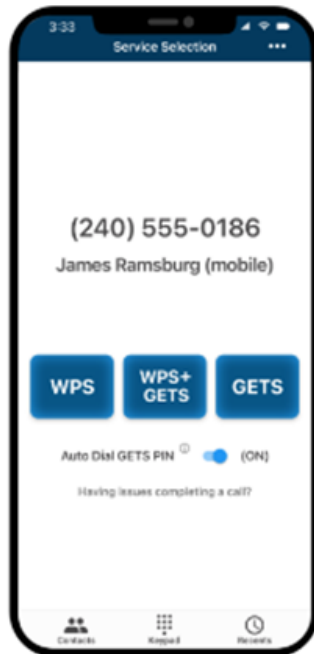 3:33
Service Selection
(240) 555-0186
James Ramsburg (mobile)
WPS
WPS+
GETS
GETS
Auto Dial GETS PIN (ON)
Having issues completing a call?
Contacts Keypad Recents